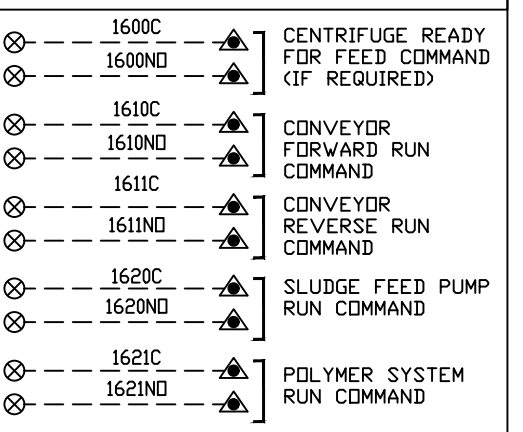 1600C
1600NO
CENTRIFUGE READY
FOR FEED COMMAND
(IF REQUIRED)
1610C
1610NO
CONVEYOR
FORWARD RUN
COMMAND
1611C
1611NO
CONVEYOR
REVERSE RUN
COMMAND
1620C
1620NO
SLUDGE FEED PUMP
RUN COMMAND
1621C
1621NO
POLYMER SYSTEM
RUN COMMAND